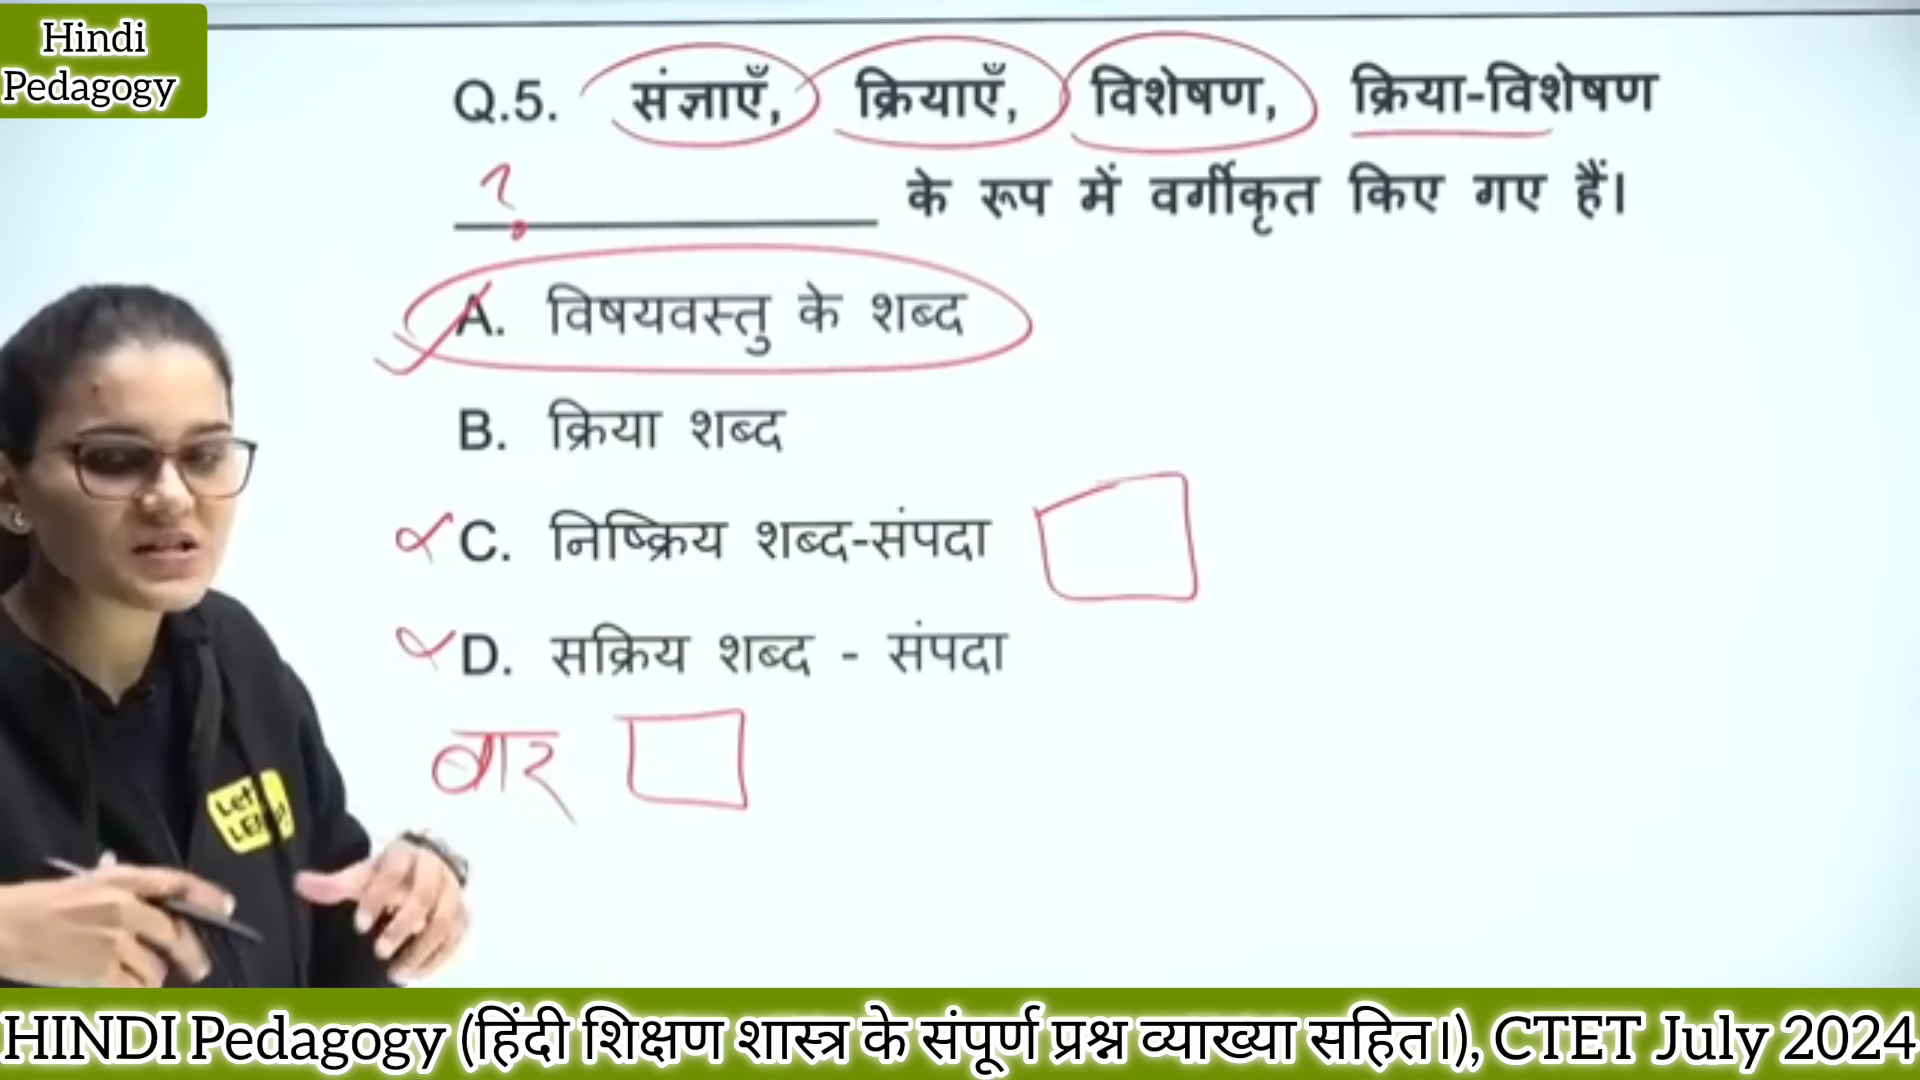 Hindi
Pedagogy
Q.5. संज्ञाएँ, क्रियाएँ, विशेषण, क्रिया-विशेषण
? ____________ के रूप में वर्गीकृत किए गए हैं।
A. विषयवस्तु के शब्द
B. क्रिया शब्द
C. निष्क्रिय शब्द-संपदा
D. सक्रिय शब्द - संपदा
HINDI Pedagogy (हिंदी शिक्षण शास्त्र के संपूर्ण प्रश्न व्याख्या सहित।), CTET July 2024